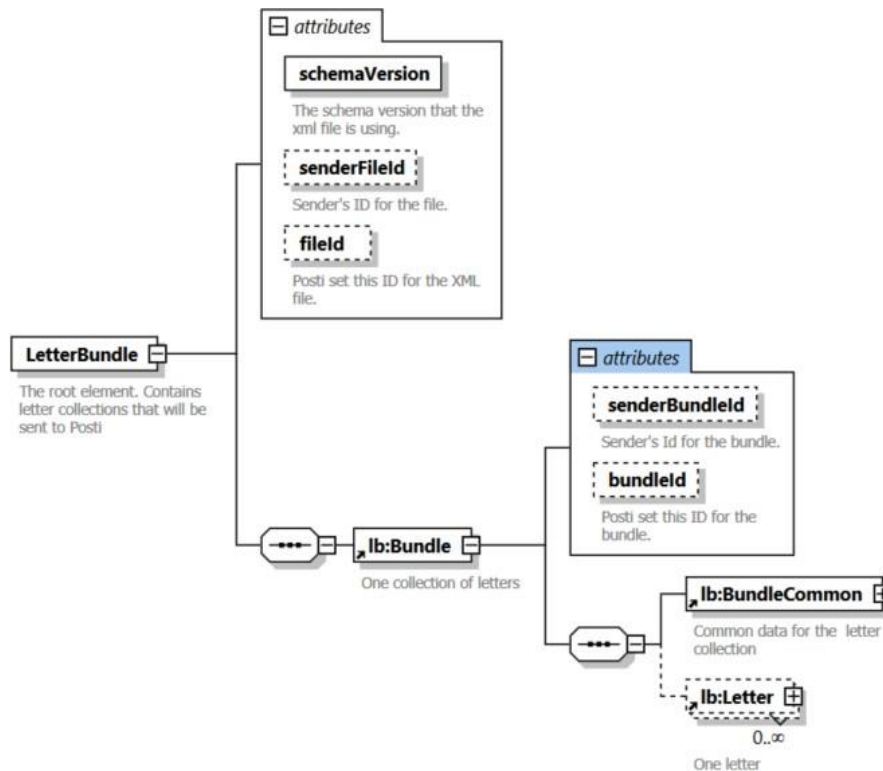 attributes
schemaVersion
The schema version that the
xml file is using.
senderFileId
Sender's ID for the file.
fileId
Posti set this ID for the XML
file.
LetterBundle
The root element. Contains
letter collections that will be
sent to Posti
attributes
senderBundleId
Sender's Id for the bundle.
bundleId
Posti set this ID for the
bundle.
lb:Bundle
One collection of letters
lb:BundleCommon
Common data for the letter
collection
lb:Letter
0..∞
One letter